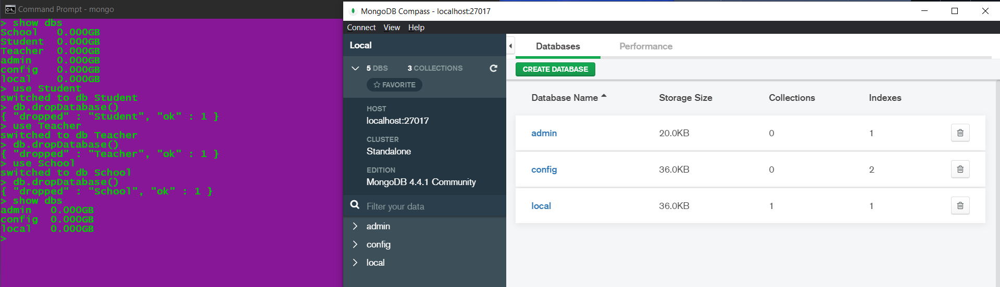 Command Prompt - mongo
> show dbs
School   0.000GB
Student  0.000GB
Teacher  0.000GB
admin    0.000GB
config   0.000GB
local    0.000GB
> use Student
switched to db Student
> db.dropDatabase()
{ "dropped" : "Student", "ok" : 1 }
> use Teacher
switched to db Teacher
> db.dropDatabase()
{ "dropped" : "Teacher", "ok" : 1 }
> use School
switched to db School
> db.dropDatabase()
{ "dropped" : "School", "ok" : 1 }
> show dbs
admin   0.000GB
config  0.000GB
local   0.000GB
>
MongoDB Compass - localhost:27017
Connect View Help
Local
5 DBS 3 COLLECTIONS
FAVORITE
HOST
localhost:27017
CLUSTER
Standalone
EDITION
MongoDB 4.4.1 Community
Filter your data
admin
config
local
Databases Performance
CREATE DATABASE
Database Name Storage Size Collections Indexes
admin 20.0KB 0 1
config 36.0KB 0 2
local 36.0KB 1 1